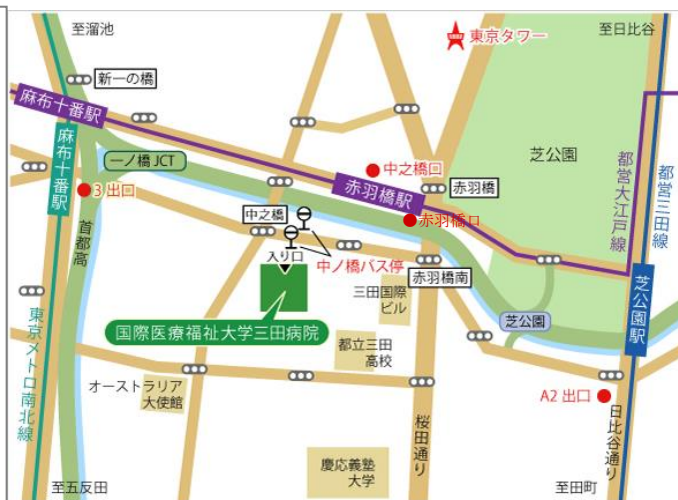 至溜池
東京タワー
至日比谷
新一の橋
麻布十番駅
麻布十番駅
一ノ橋 JCT
3 出口
首都高
中之橋口
赤羽橋駅
赤羽橋
赤羽橋口
芝公園
都営大江戸線
都営三田線
中之橋
入り口
中ノ橋バス停
赤羽橋南
三田国際
ビル
芝公園
芝公園駅
国際医療福祉大学三田病院
東京メトロ南北線
都立三田
高校
オーストラリア
大使館
A2 出口
桜田通り
日比谷通り
慶応義塾
大学
至五反田
至田町